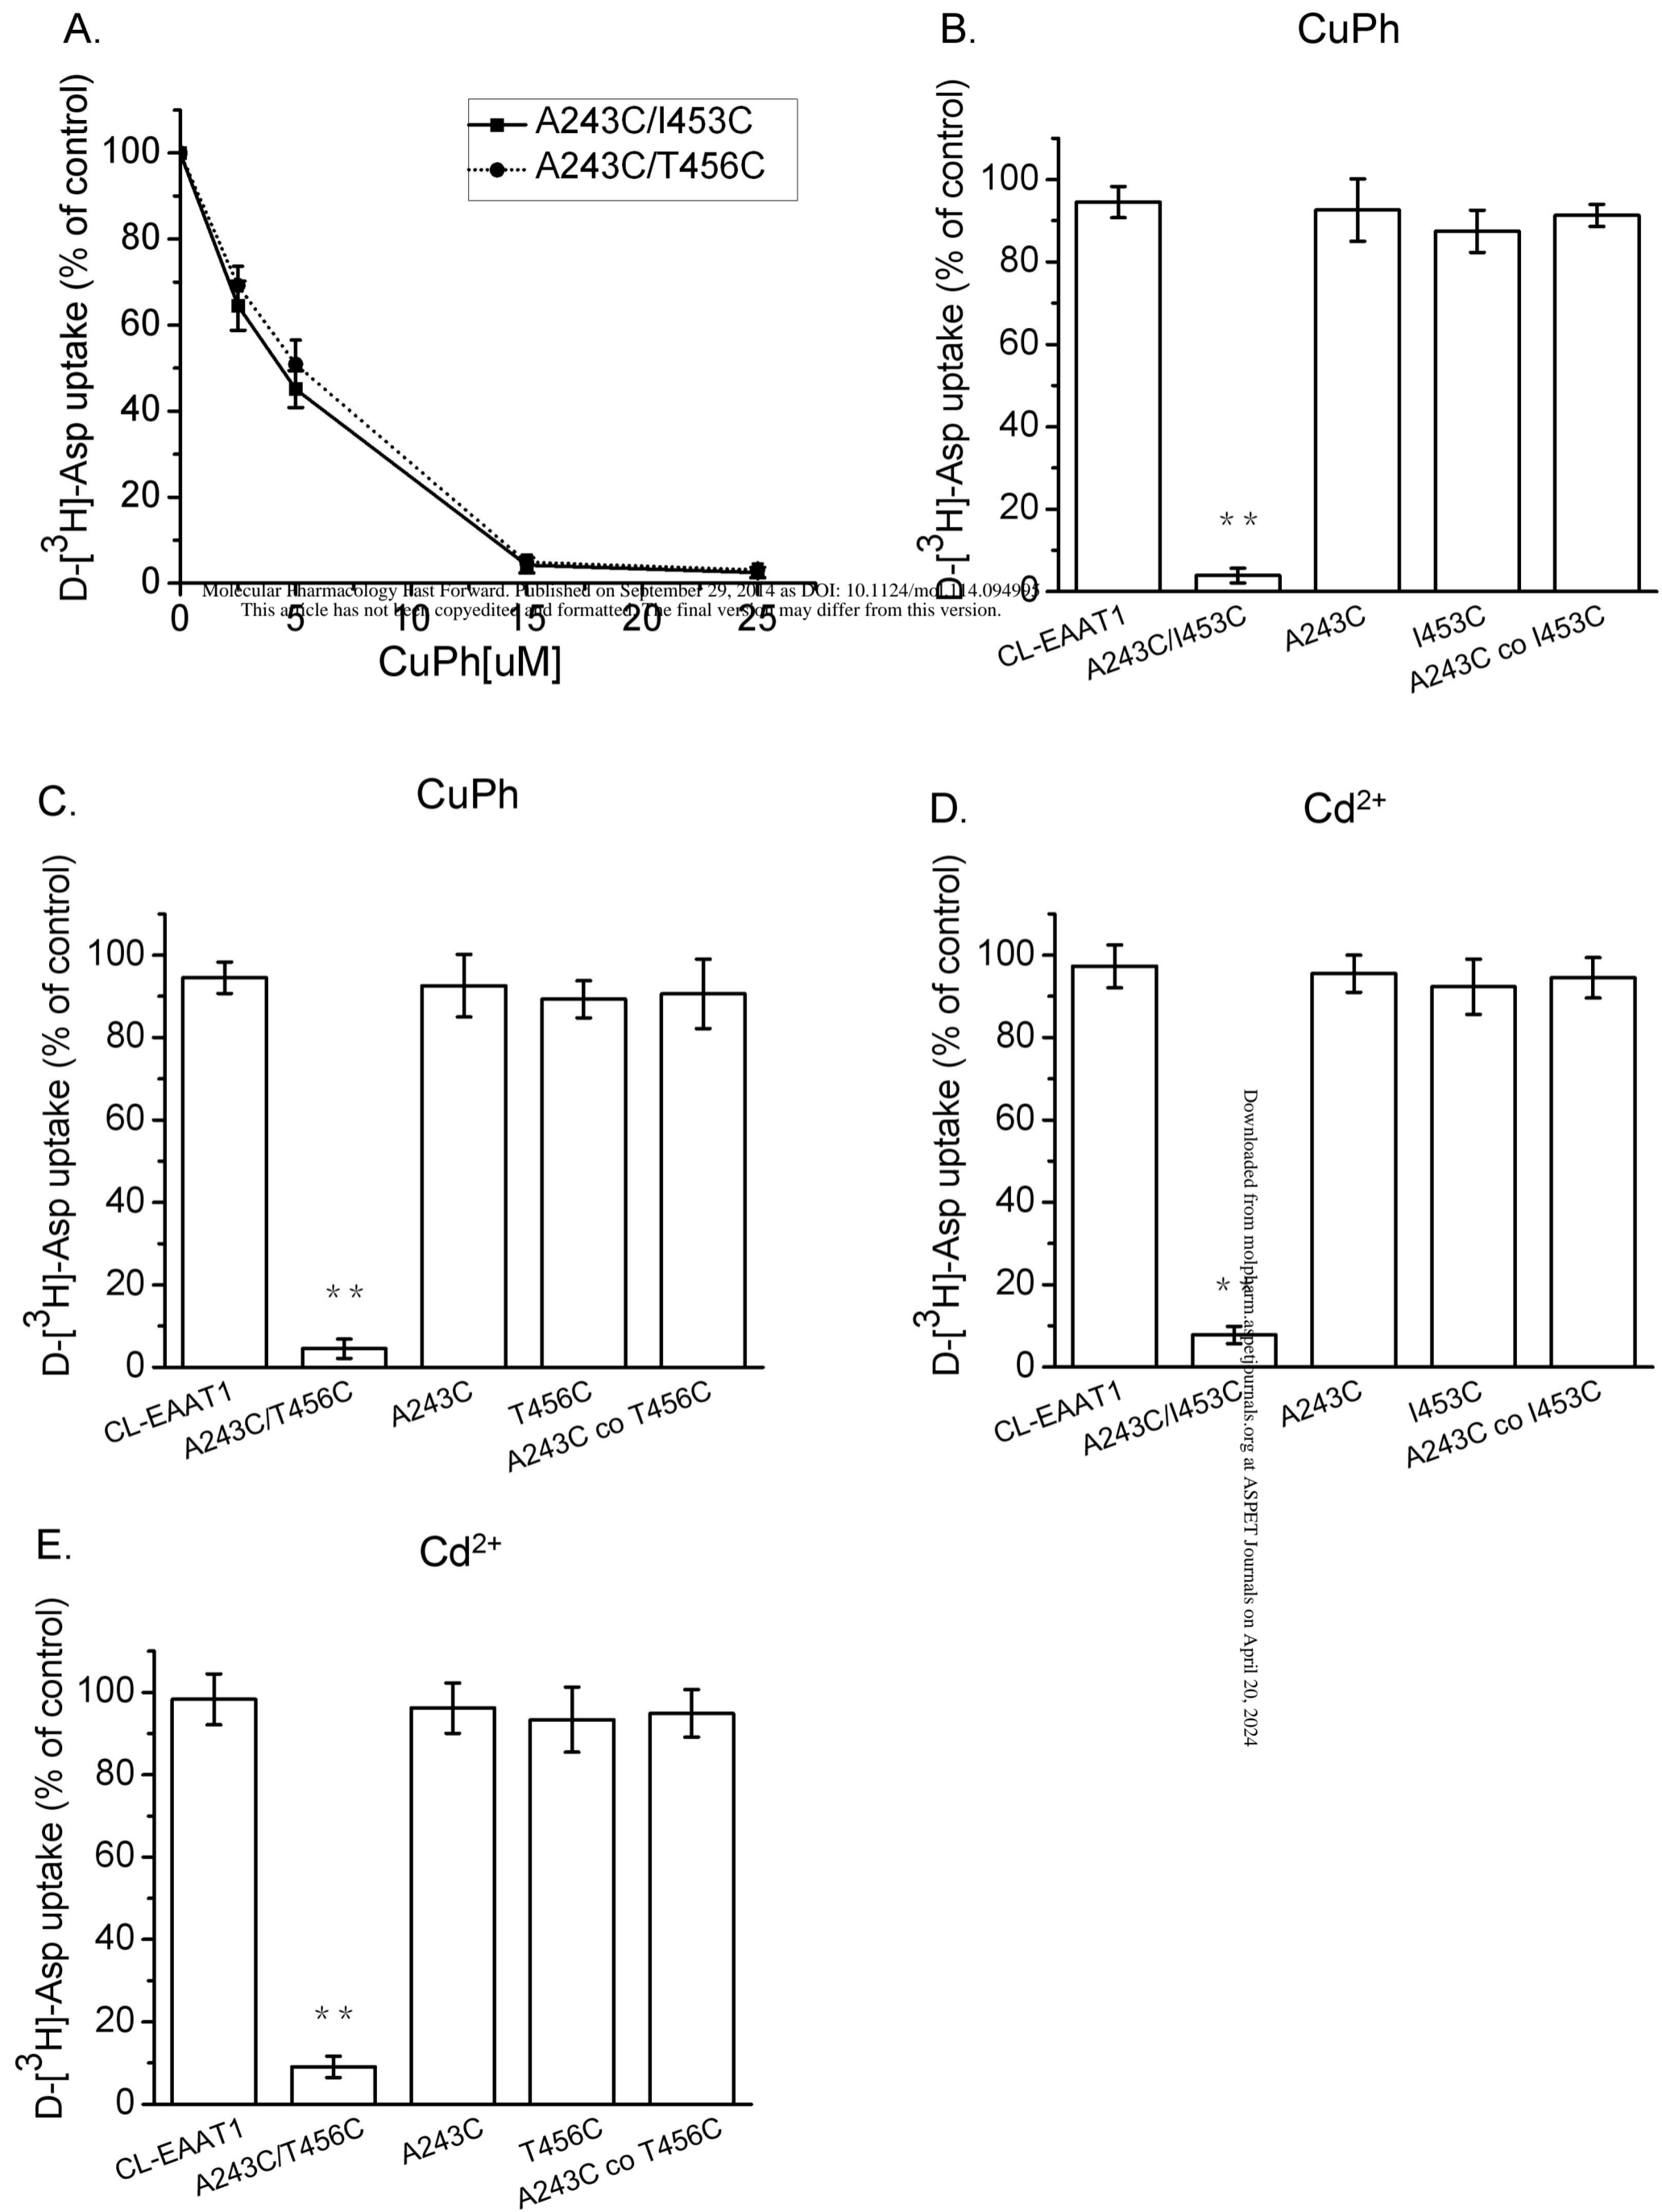 A.
D-[³H]-Asp uptake (% of control)
100
80
60
40
20
0
A243C/I453C
A243C/T456C
0 5 10 15 20 25
CuPh[uM]
Molecular Pharmacology Fast Forward. Published on September 29, 2014 as DOI: 10.1124/mol.114.094995
This article has not been copyedited and formatted. The final version may differ from this version.
B.
CuPh
D-[³H]-Asp uptake (% of control)
100
80
60
40
20
0
* *
CL-EAAT1
A243C/I453C
A243C
I453C
A243C co I453C
C.
CuPh
D-[³H]-Asp uptake (% of control)
100
80
60
40
20
0
* *
CL-EAAT1
A243C/T456C
A243C
T456C
A243C co T456C
D.
Cd²⁺
D-[³H]-Asp uptake (% of control)
100
80
60
40
20
0
*
CL-EAAT1
A243C/I453C
A243C
I453C
A243C co I453C
Downloaded from molpharm.aspetjournals.org at ASPET Journals on April 20, 2024
E.
Cd²⁺
D-[³H]-Asp uptake (% of control)
100
80
60
40
20
0
* *
CL-EAAT1
A243C/T456C
A243C
T456C
A243C co T456C